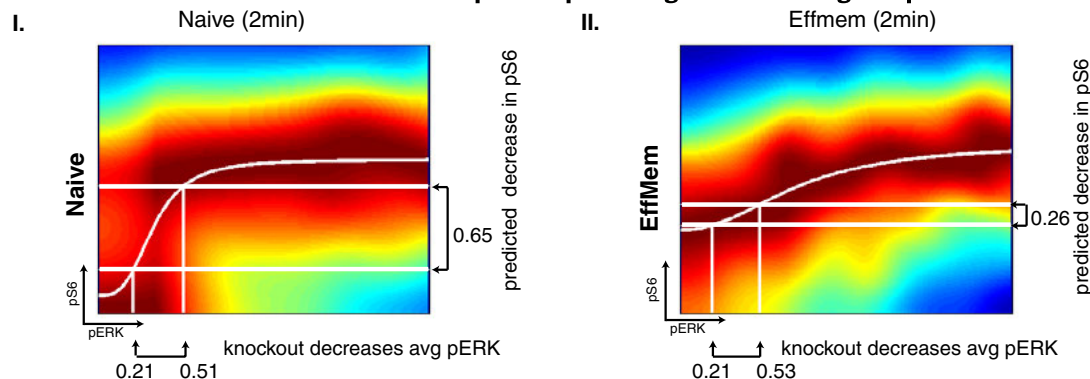 I.
Naive (2min)
Naive
pS6
pERK
0.21
0.51
knockout decreases avg pERK
0.65
predicted decrease in pS6
II.
Effmem (2min)
EffMem
pS6
pERK
0.21
0.53
knockout decreases avg pERK
0.26
predicted decrease in pS6